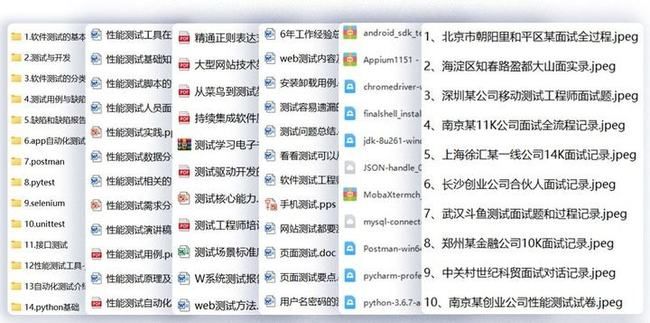 1.软件测试的基本
2.测试与开发
3.软件测试的分类
4.测试用例与缺陷
5.缺陷和缺陷报告
6.app自动化测试
7.postman
8.pytest
9.selenium
10.unittest
11.接口测试
12性能测试工具-
13自动化测试介绍
14.python基础
性能测试工具在
性能测试基础知
性能测试脚本的
性能测试人员面
性能测试实践.pp
性能测试数据分
性能测试相关的
性能测试需求分
性能测试演讲稿
性能测试用例.p
性能测试原理及
性能测试自动化
精通正则表达式
大型网站技术
从菜鸟到测试
持续集成软件
测试学习电子
测试驱动开发的
测试核心能力.
测试工程师培
测试场景标准
W系统测试报告
web测试方法.
6年工作经验总
web测试内容
安装卸载用例.
测试容易遗漏
测试问题总结.
看看测试可以
软件测试工程
手机测试.pps
网站测试都要
页面测试.doc
页面测试要点.
用户名密码的
android_sdk_te
Appium1151 -
chromedriver-w
finalshell_install
jdk-8u261-wind
JSON-handle_0
MobaXtermch_
mysql-connect
Postman-win64
pycharm-profe
python-3.6.7-a
1、北京市朝阳里和平区某面试全过程.jpeg
2、海淀区知春路盈都大山面实录.jpeg
3、深圳某公司移动测试工程师面试题.jpeg
4、南京某11K公司面试全流程记录.jpeg
5、上海徐汇某一线公司14K面试记录.jpeg
6、长沙创业公司合伙人面试记录.jpeg
7、武汉斗鱼测试面试题和过程记录.jpeg
8、郑州某金融公司10K面试记录.jpeg
9、中关村世纪科贸面试对话记录.jpeg
10、南京某创业公司性能测试试卷.jpeg